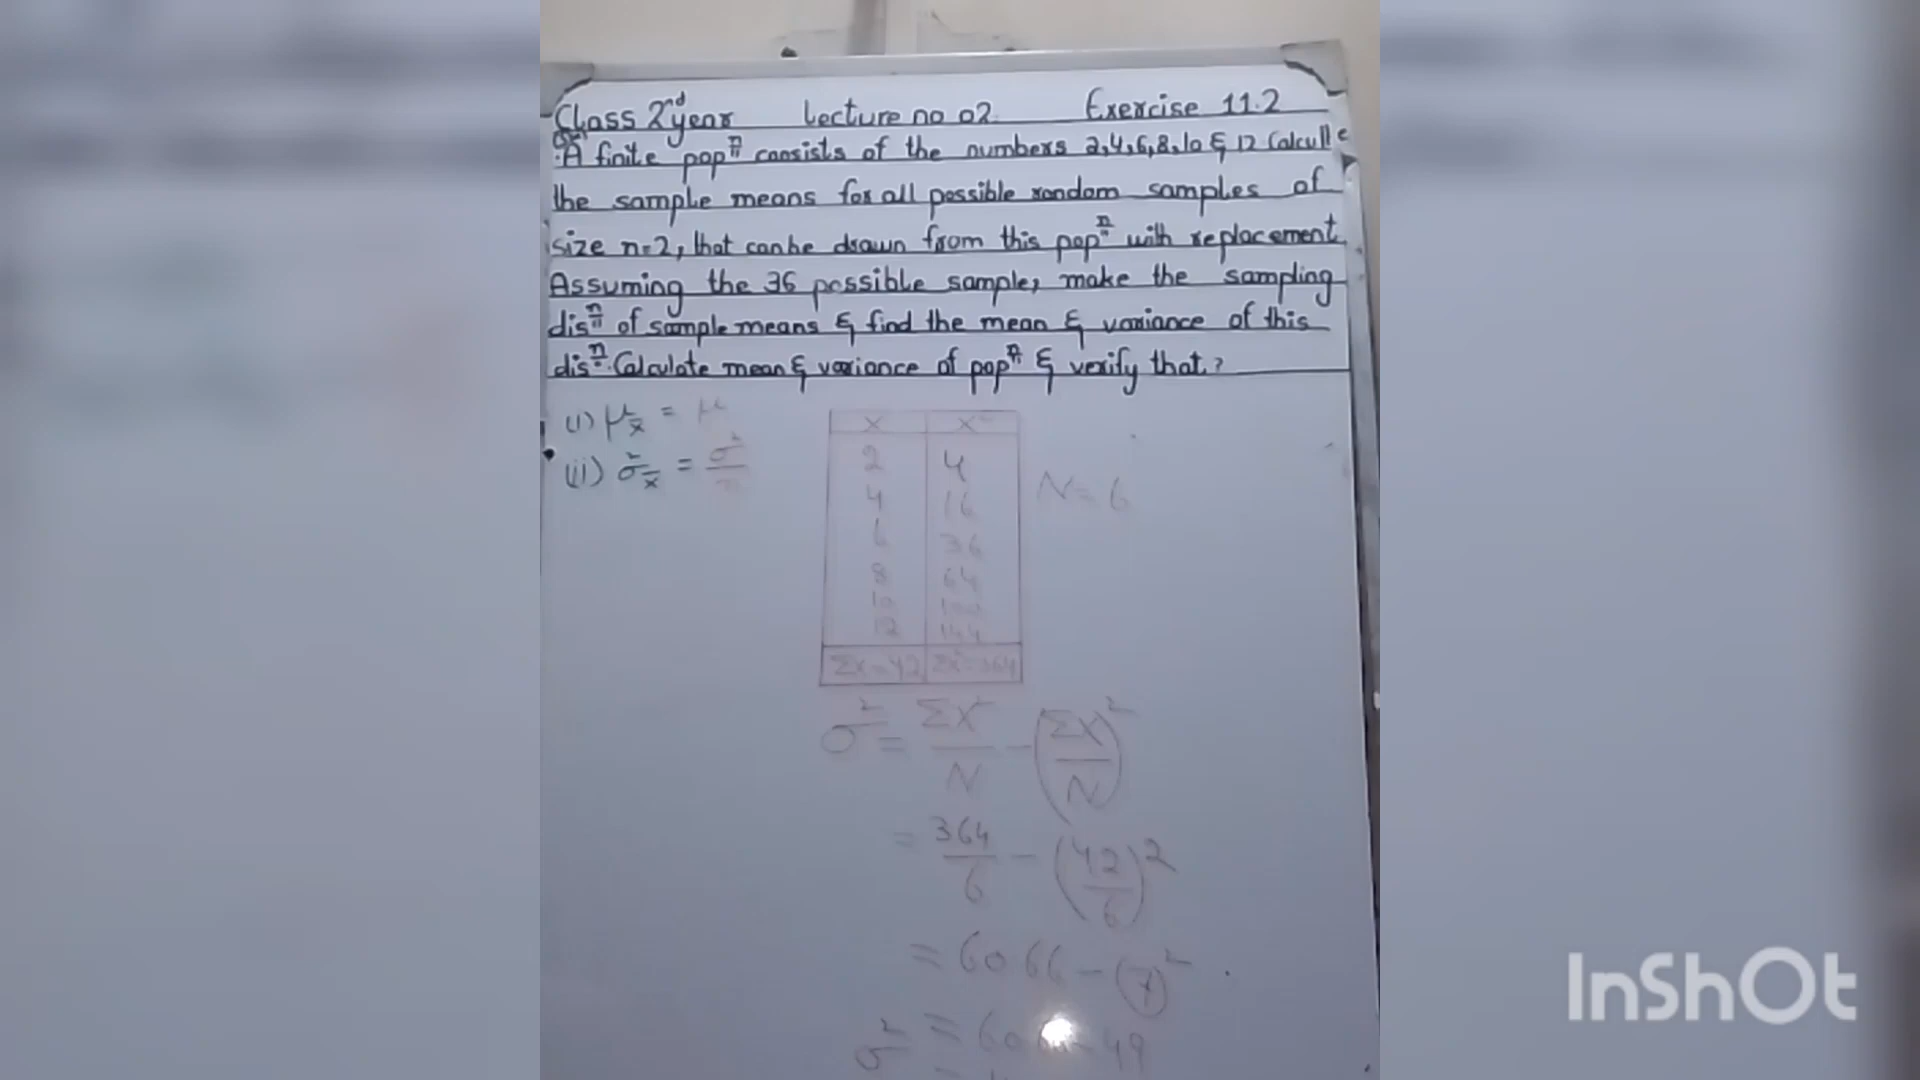 Class 2nd year Lecture no 02 Exercise 11.2
A finite popⁿ consists of the numbers 2,4,6,8,10 & 12 Calcul
the sample means for all possible random samples of
size n=2, that can be drawn from this popⁿ with replacement.
Assuming the 36 possible samples, make the sampling
disⁿ of sample means & find the mean & variance of this
disⁿ. Calculate mean & variance of popⁿ & verify that?
(i) μx̄ = μ
(ii) σ²x̄ = σ²/n
X X²
2 4
4 16
6 36
8 64
10 100
12 144
ΣX=42 ΣX²=364
N=6
σ² = ΣX²/N - (ΣX/N)²
= 364/6 - (42/6)²
= 60.66 - (7)²
σ² = 60.66 - 49
InShOt